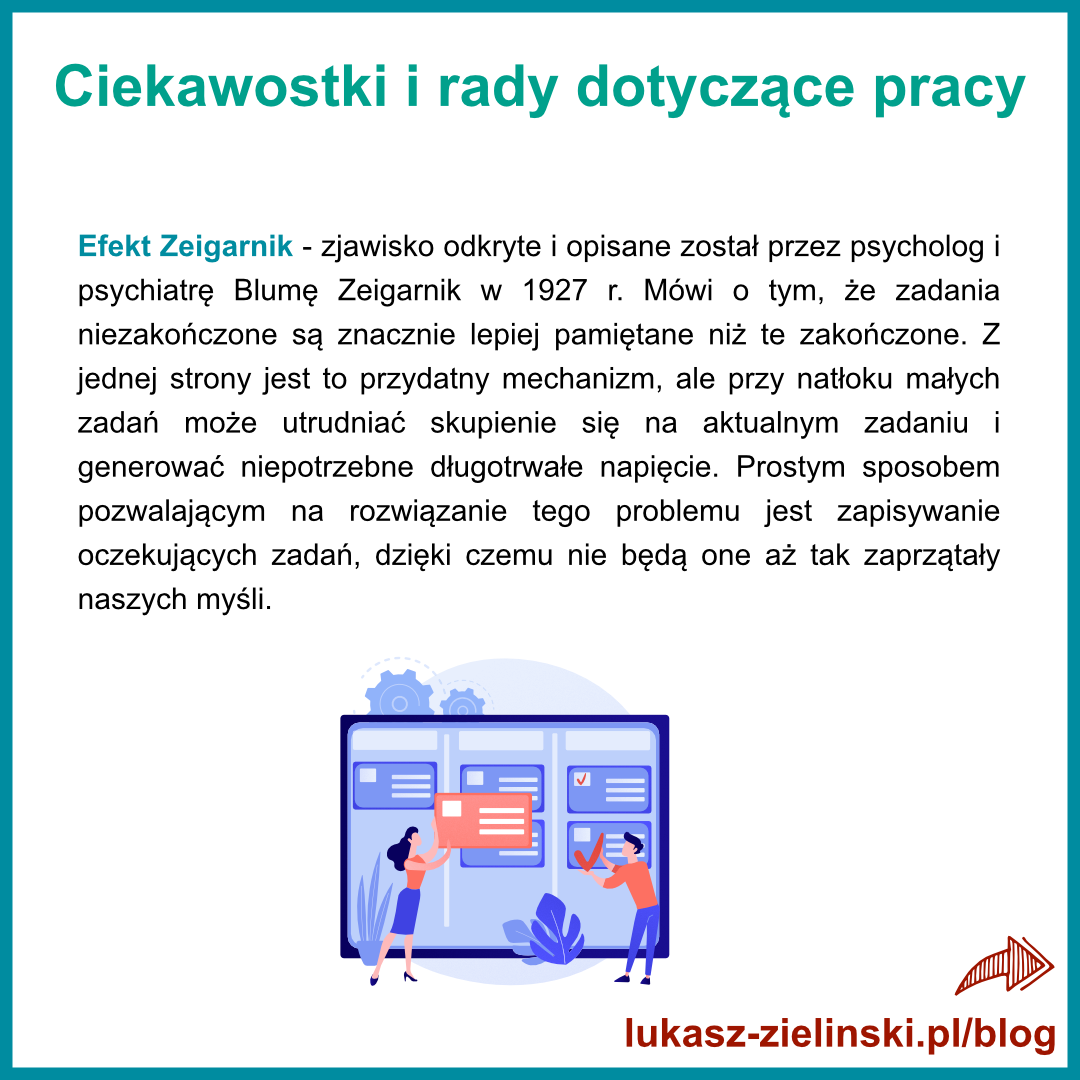 Ciekawostki i rady dotyczące pracy
Efekt Zeigarnik - zjawisko odkryte i opisane został przez psycholog i
psychiatrę Blumę Zeigarnik w 1927 r. Mówi o tym, że zadania
niezakończone są znacznie lepiej pamiętane niż te zakończone. Z
jednej strony jest to przydatny mechanizm, ale przy natłoku małych
zadań może utrudniać skupienie się na aktualnym zadaniu i
generować niepotrzebne długotrwałe napięcie. Prostym sposobem
pozwalającym na rozwiązanie tego problemu jest zapisywanie
oczekujących zadań, dzięki czemu nie będą one aż tak zaprzątały
naszych myśli.
lukasz-zielinski.pl/blog